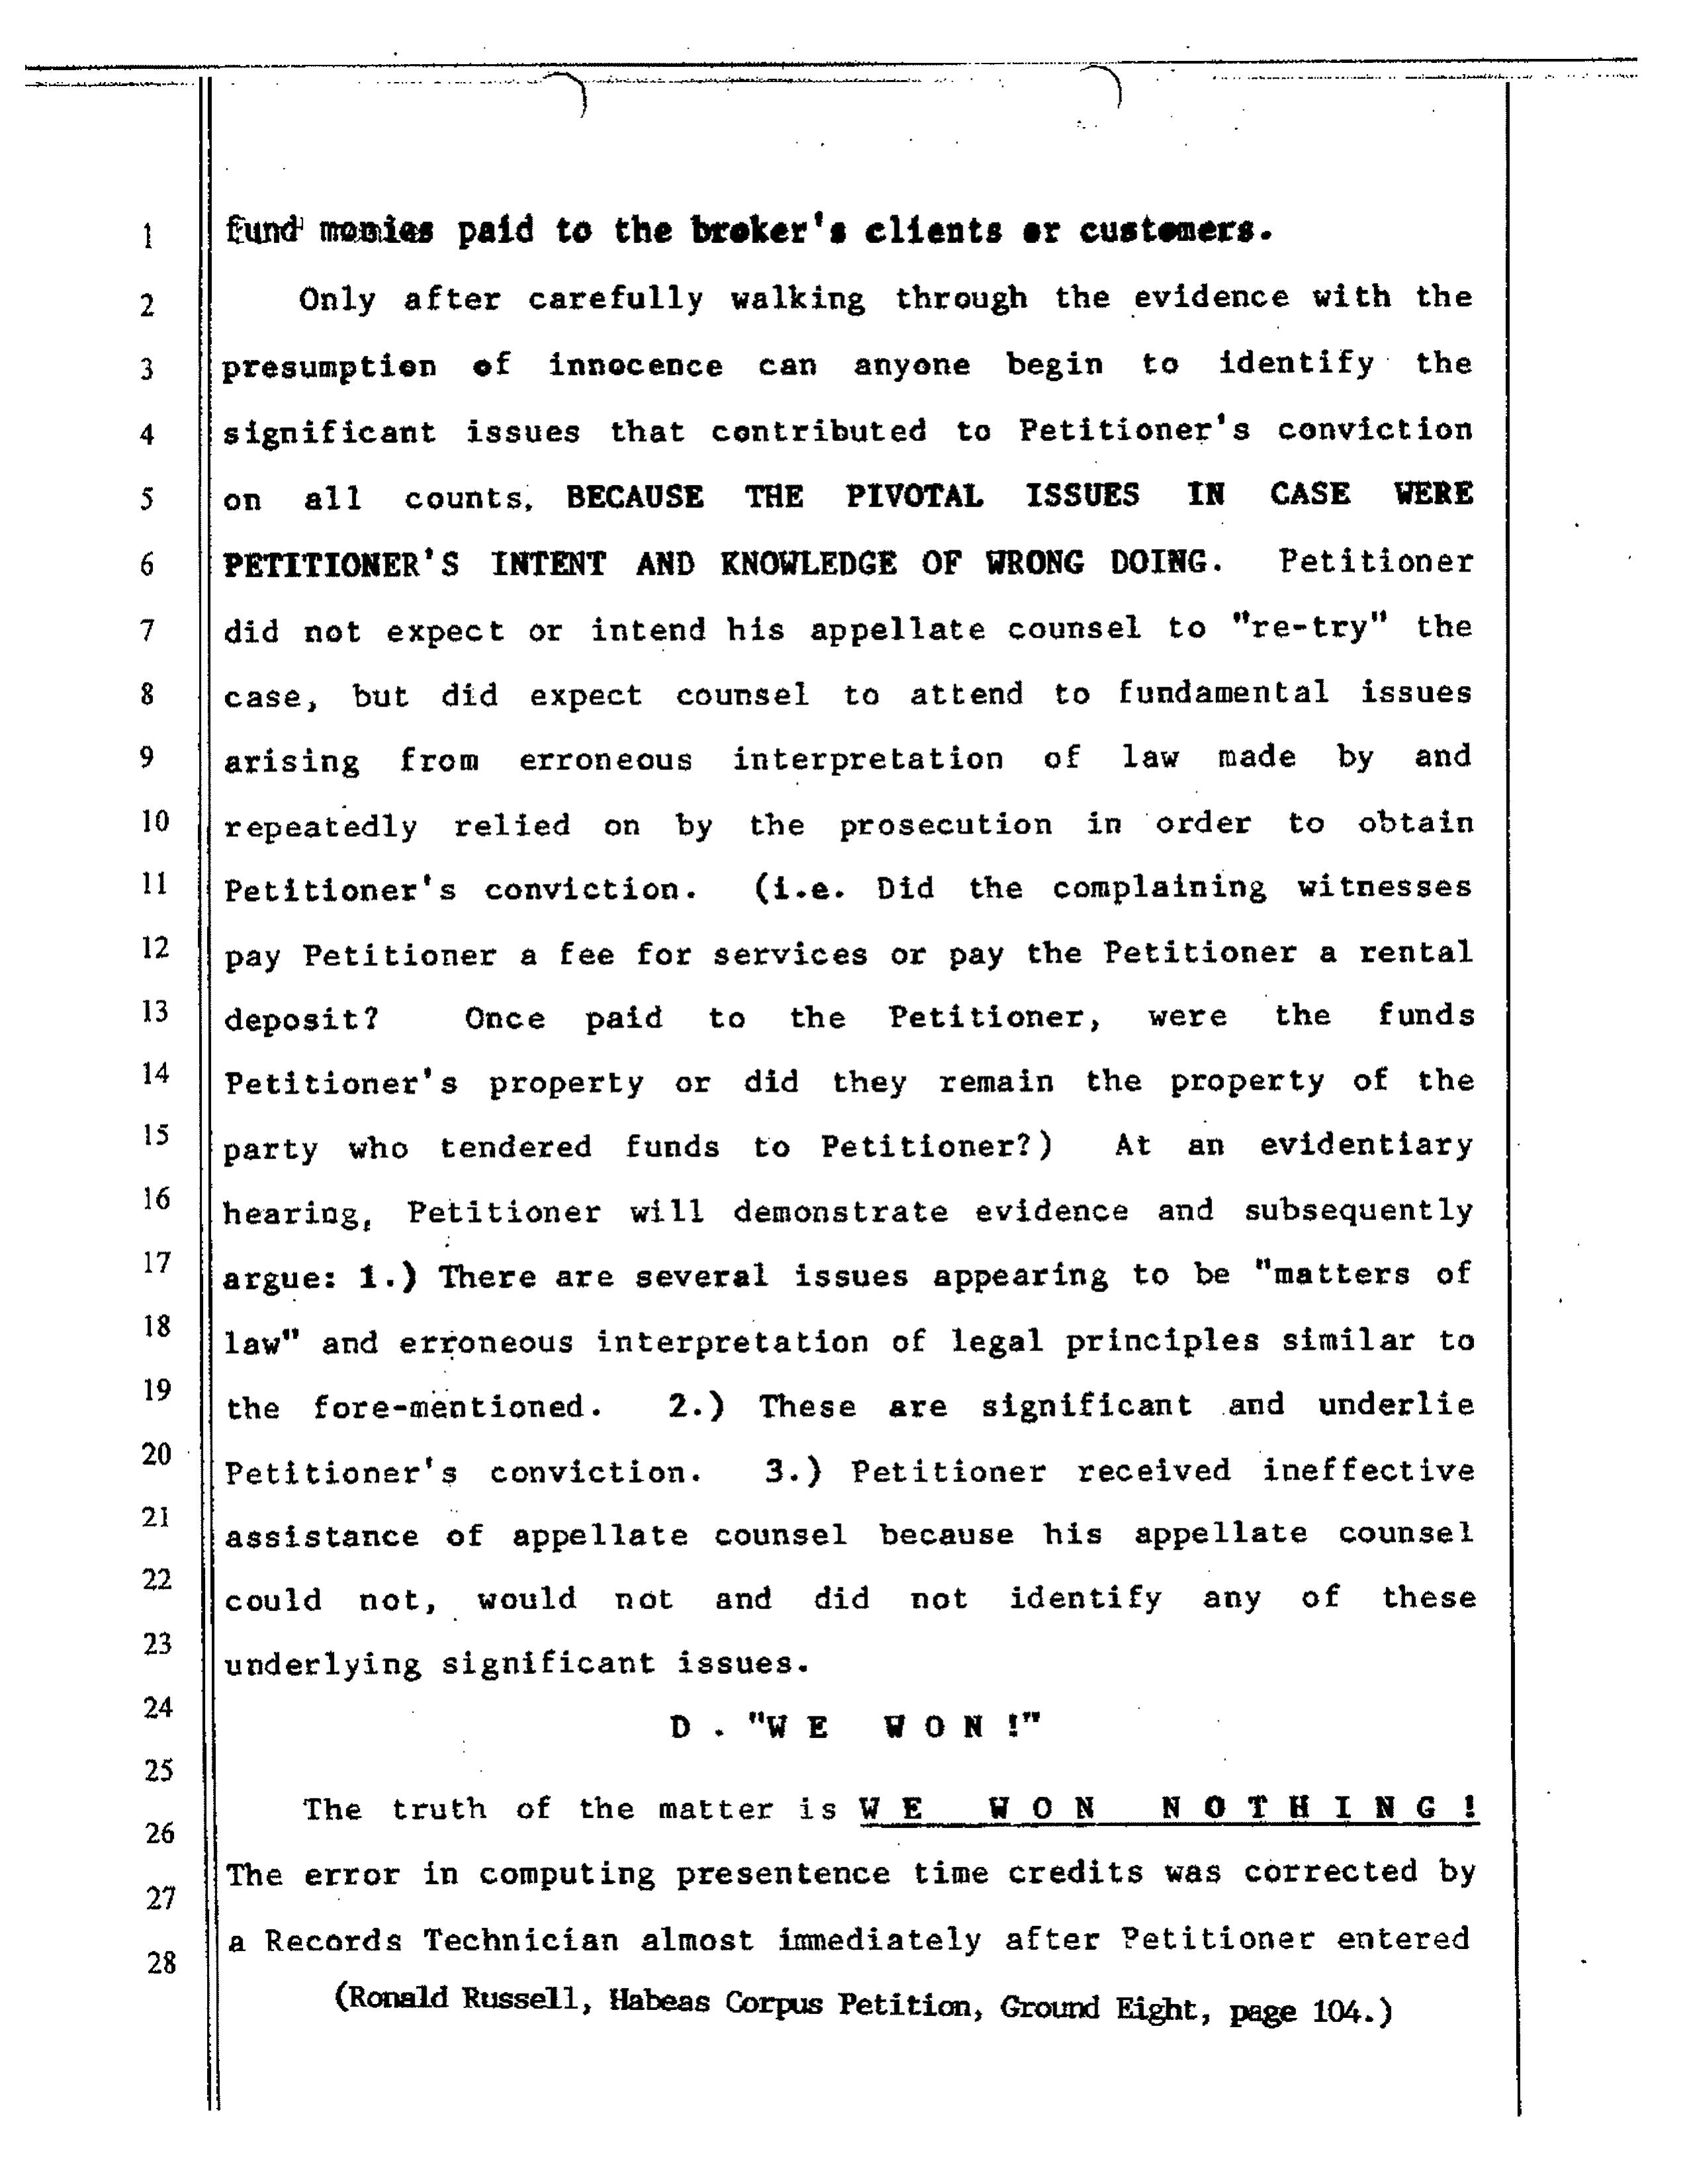 1 fund monies paid to the broker's clients or customers.
2 Only after carefully walking through the evidence with the
3 presumption of innocence can anyone begin to identify the
4 significant issues that contributed to Petitioner's conviction
5 on all counts, BECAUSE THE PIVOTAL ISSUES IN CASE WERE
6 PETITIONER'S INTENT AND KNOWLEDGE OF WRONG DOING. Petitioner
7 did not expect or intend his appellate counsel to "re-try" the
8 case, but did expect counsel to attend to fundamental issues
9 arising from erroneous interpretation of law made by and
10 repeatedly relied on by the prosecution in order to obtain
11 Petitioner's conviction. (i.e. Did the complaining witnesses
12 pay Petitioner a fee for services or pay the Petitioner a rental
13 deposit? Once paid to the Petitioner, were the funds
14 Petitioner's property or did they remain the property of the
15 party who tendered funds to Petitioner?) At an evidentiary
16 hearing, Petitioner will demonstrate evidence and subsequently
17 argue: 1.) There are several issues appearing to be "matters of
18 law" and erroneous interpretation of legal principles similar to
19 the fore-mentioned. 2.) These are significant and underlie
20 Petitioner's conviction. 3.) Petitioner received ineffective
21 assistance of appellate counsel because his appellate counsel
22 could not, would not and did not identify any of these
23 underlying significant issues.
24 D . "W E W O N !"
25
26 The truth of the matter is W E W O N N O T H I N G !
27 The error in computing presentence time credits was corrected by
28 a Records Technician almost immediately after Petitioner entered
(Ronald Russell, Habeas Corpus Petition, Ground Eight, page 104.)